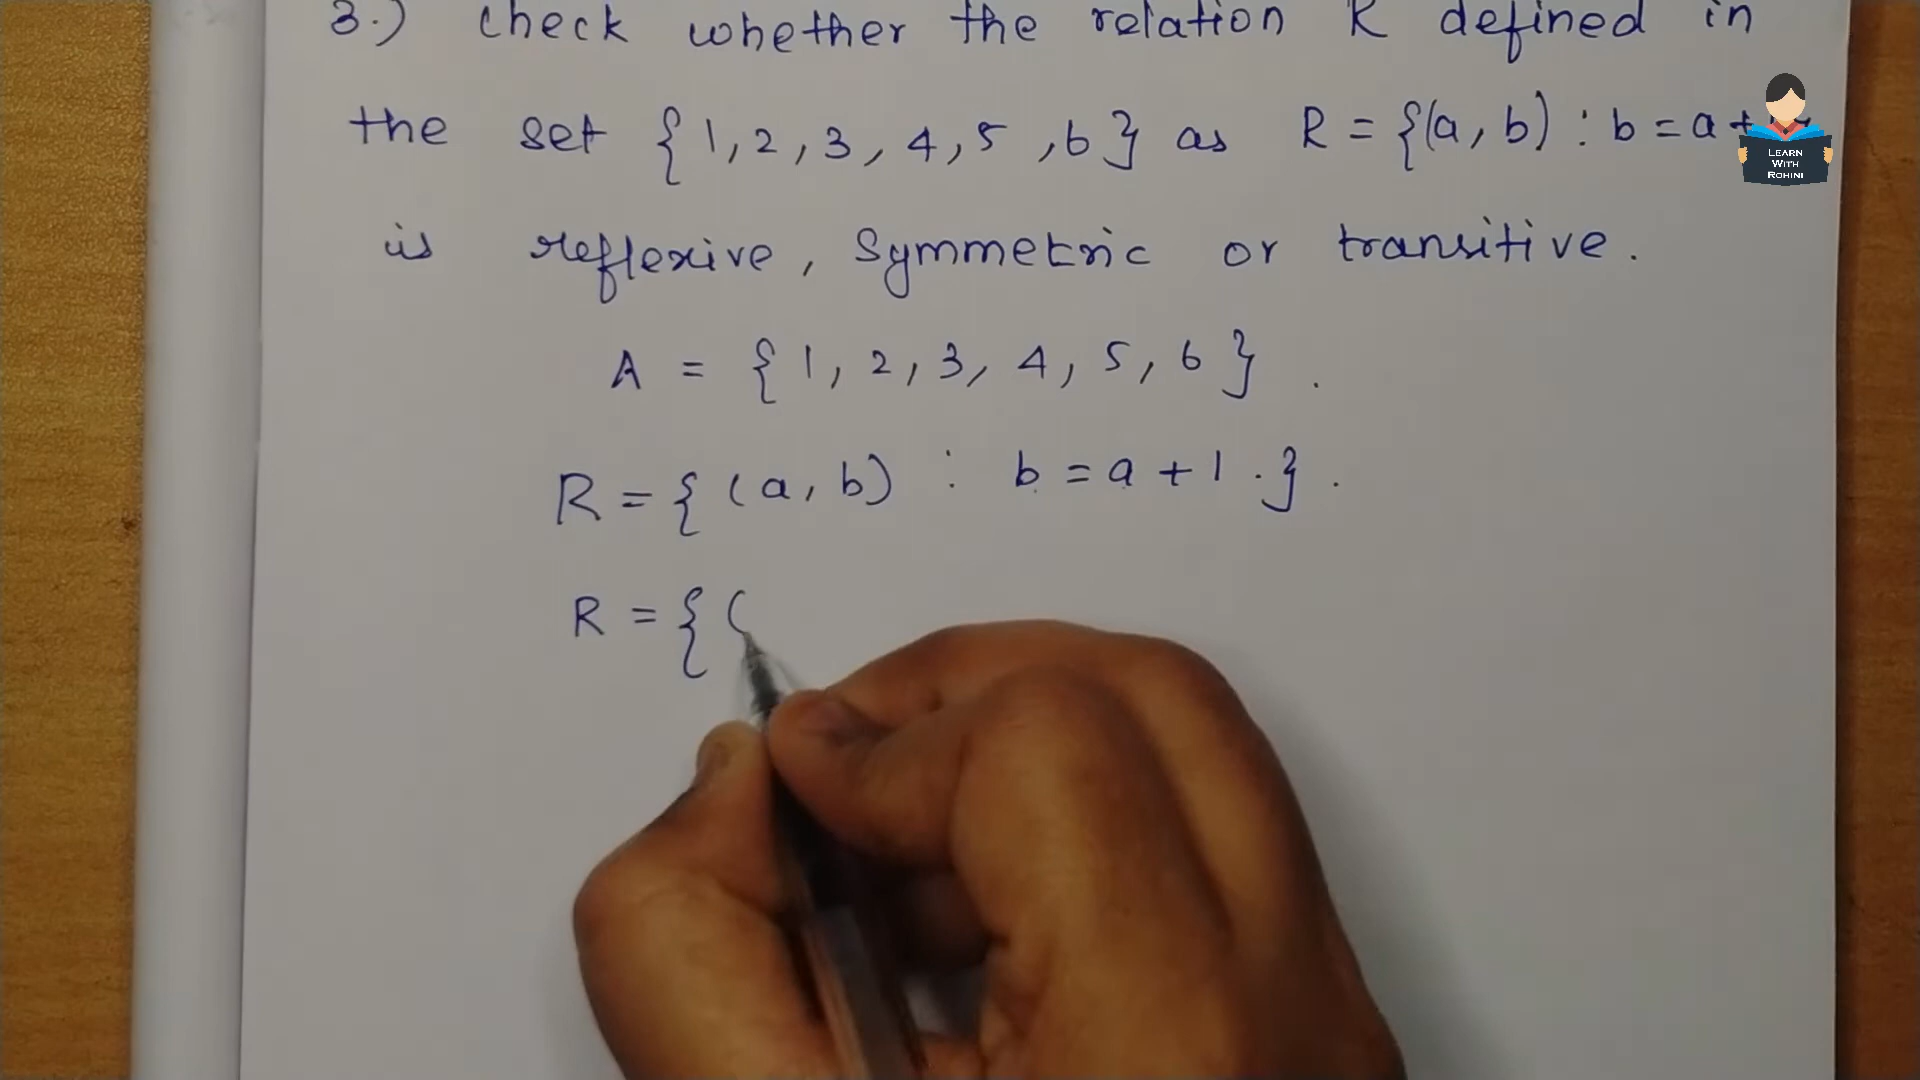 3.) Check whether the relation R defined in
the set {1, 2, 3, 4, 5, 6} as R = {(a, b) : b = a +
is reflexive, Symmetric or transitive.
A = {1, 2, 3, 4, 5, 6} .
R = { (a, b) : b = a + 1 .} .
R = { (
LEARN
WITH
ROHINI